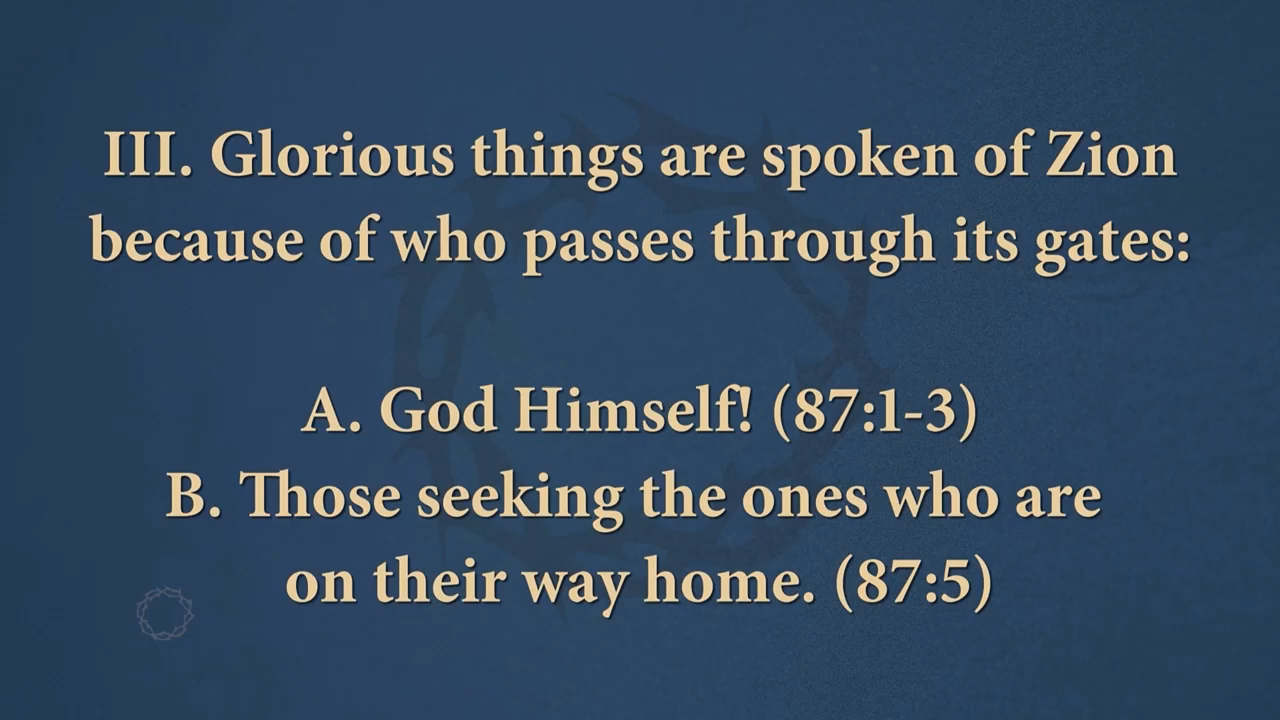 III. Glorious things are spoken of Zion
because of who passes through its gates:
A. God Himself! (87:1-3)
B. Those seeking the ones who are
on their way home. (87:5)